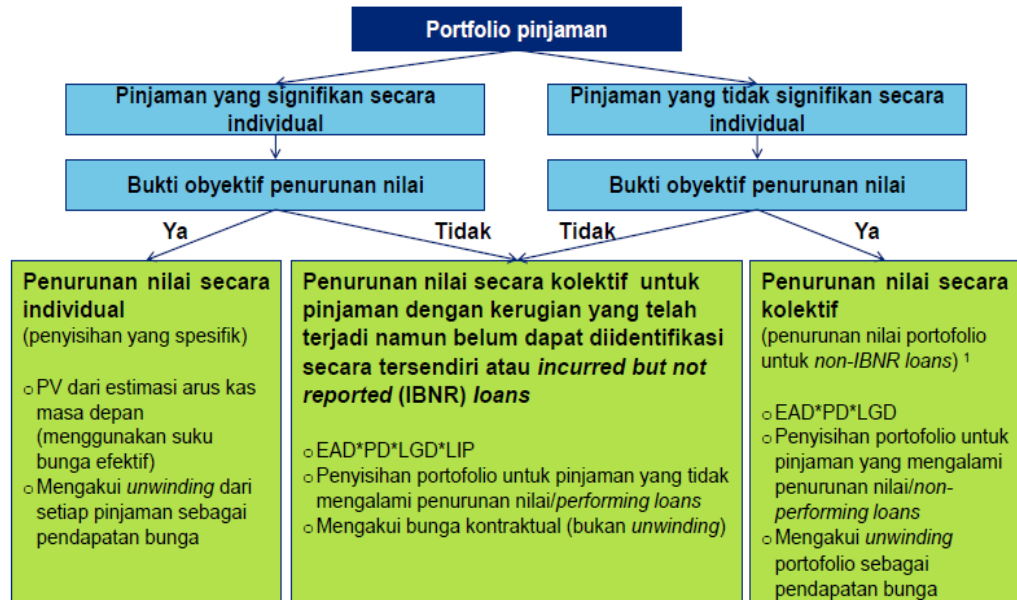 Portfolio pinjaman
Pinjaman yang signifikan secara
individual
Pinjaman yang tidak signifikan secara
individual
Bukti obyektif penurunan nilai
Bukti obyektif penurunan nilai
Ya
Tidak
Tidak
Ya
Penurunan nilai secara
individual
(penyisihan yang spesifik)
o PV dari estimasi arus kas
masa depan
(menggunakan suku
bunga efektif)
o Mengakui unwinding dari
setiap pinjaman sebagai
pendapatan bunga
Penurunan nilai secara kolektif untuk
pinjaman dengan kerugian yang telah
terjadi namun belum dapat diidentifikasi
secara tersendiri atau incurred but not
reported (IBNR) loans
o EAD*PD*LGD*LIP
o Penyisihan portofolio untuk pinjaman yang tidak
mengalami penurunan nilai/performing loans
o Mengakui bunga kontraktual (bukan unwinding)
Penurunan nilai secara
kolektif
(penurunan nilai portofolio
untuk non-IBNR loans) ¹
o EAD*PD*LGD
o Penyisihan portofolio untuk
pinjaman yang mengalami
penurunan nilai/non-
performing loans
o Mengakui unwinding
portofolio sebagai
pendapatan bunga